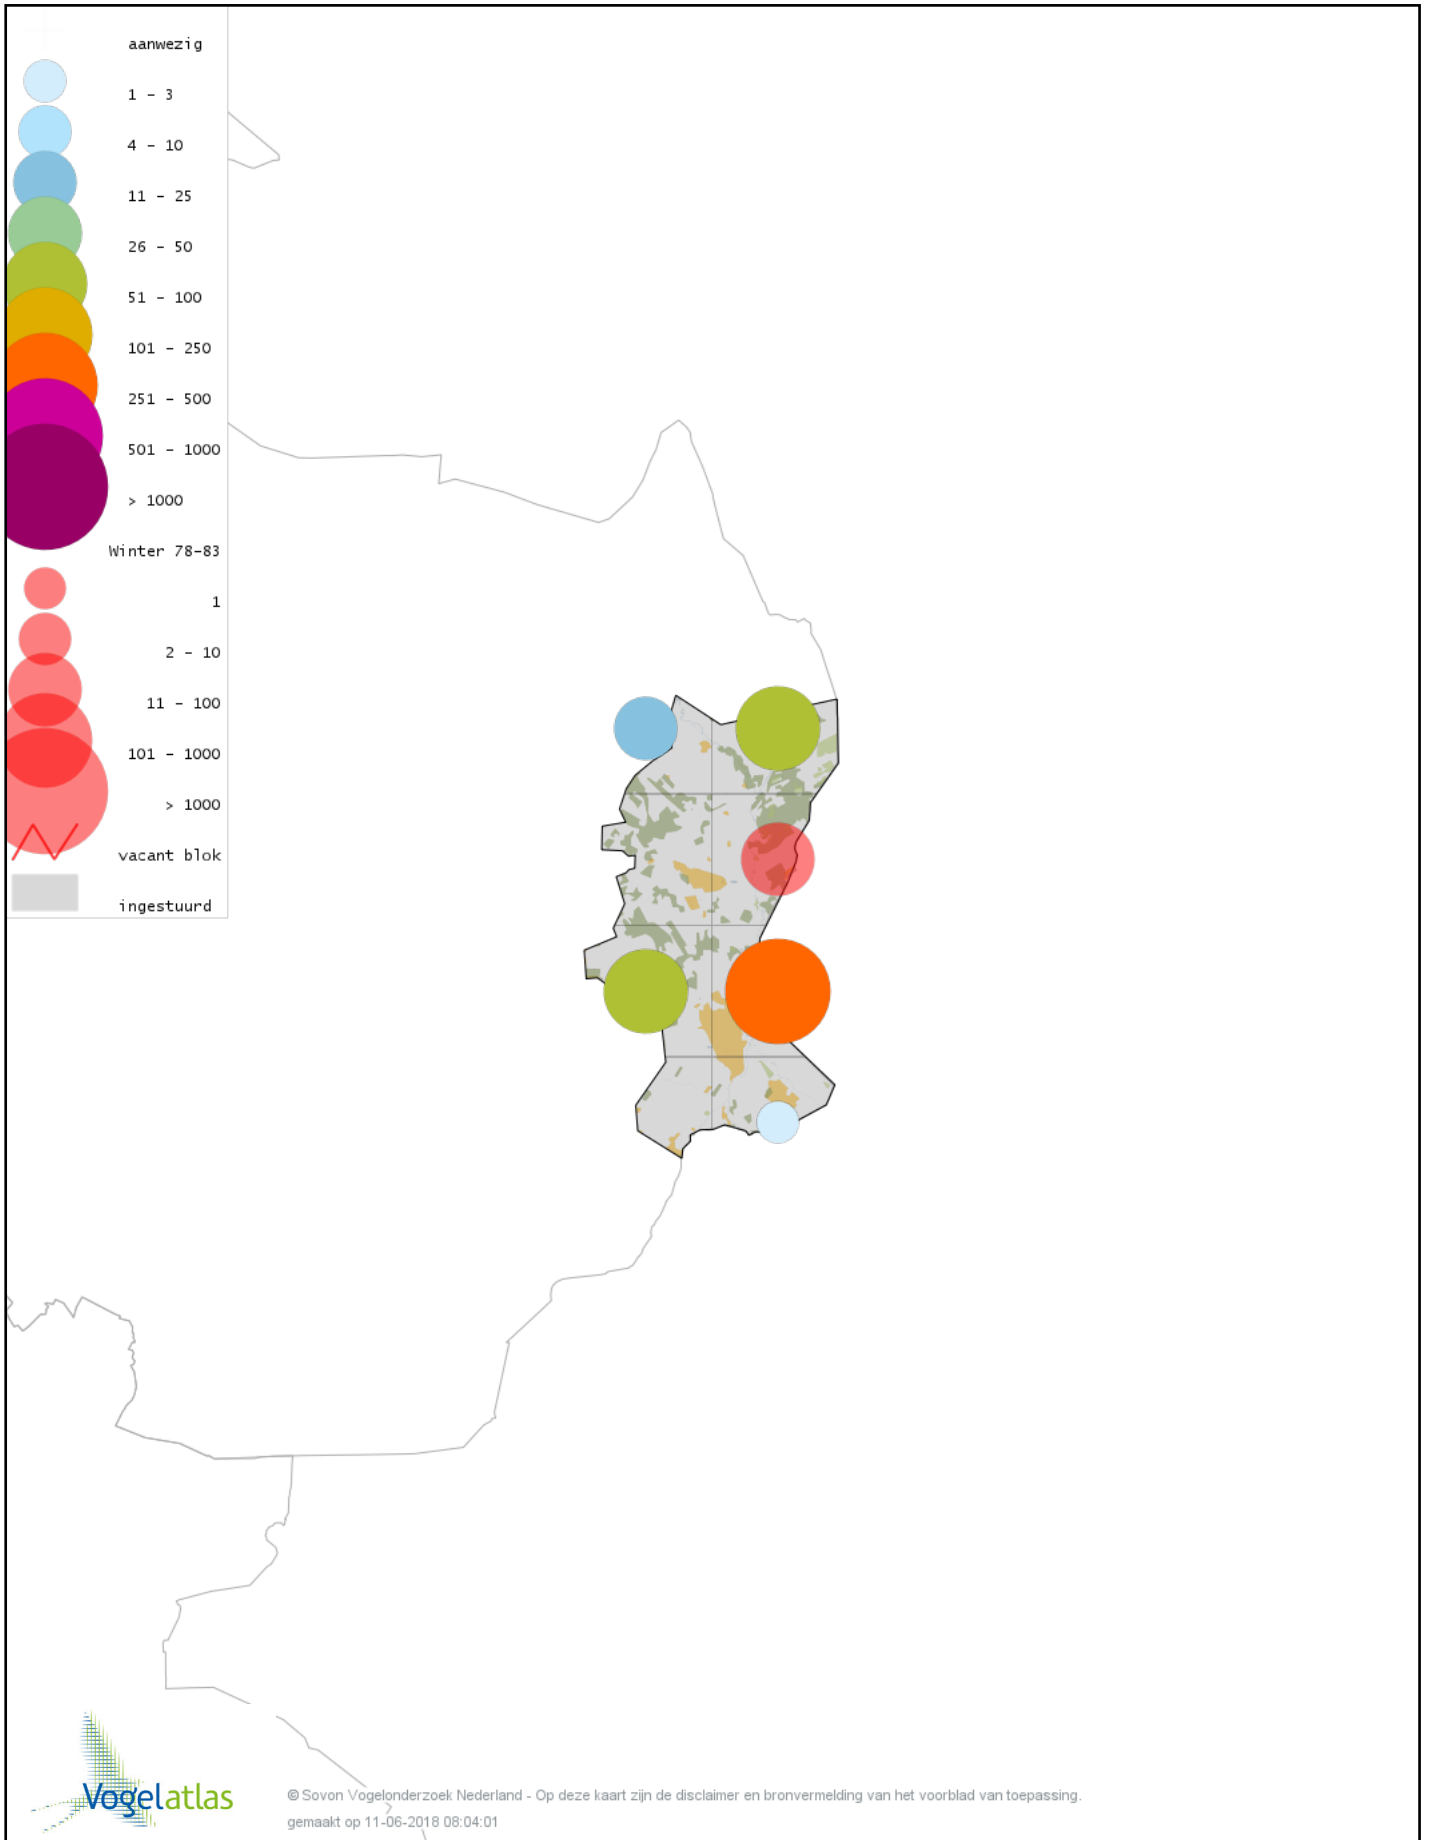 aanwezig
1 - 3
4 - 10
11 - 25
26 - 50
51 - 100
101 - 250
251 - 500
501 - 1000
> 1000
Winter 78-83
1
2 - 10
11 - 100
101 - 1000
> 1000
vacant blok
ingestuurd
Vogelatlas
© Sovon Vogelonderzoek Nederland - Op deze kaart zijn de disclaimer en bronvermelding van het voorblad van toepassing.
gemaakt op 11-06-2018 08:04:01